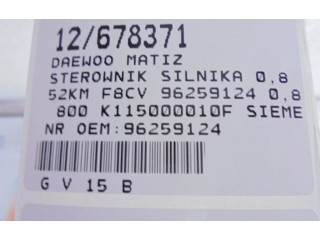 12/678371
DAEWOO MATIZ
STEROWNIK SILNIKA 0,8
52KM F8CV 96259124 0,8
800 K115000010F SIEME
NR OEM:96259124
G V 15 B